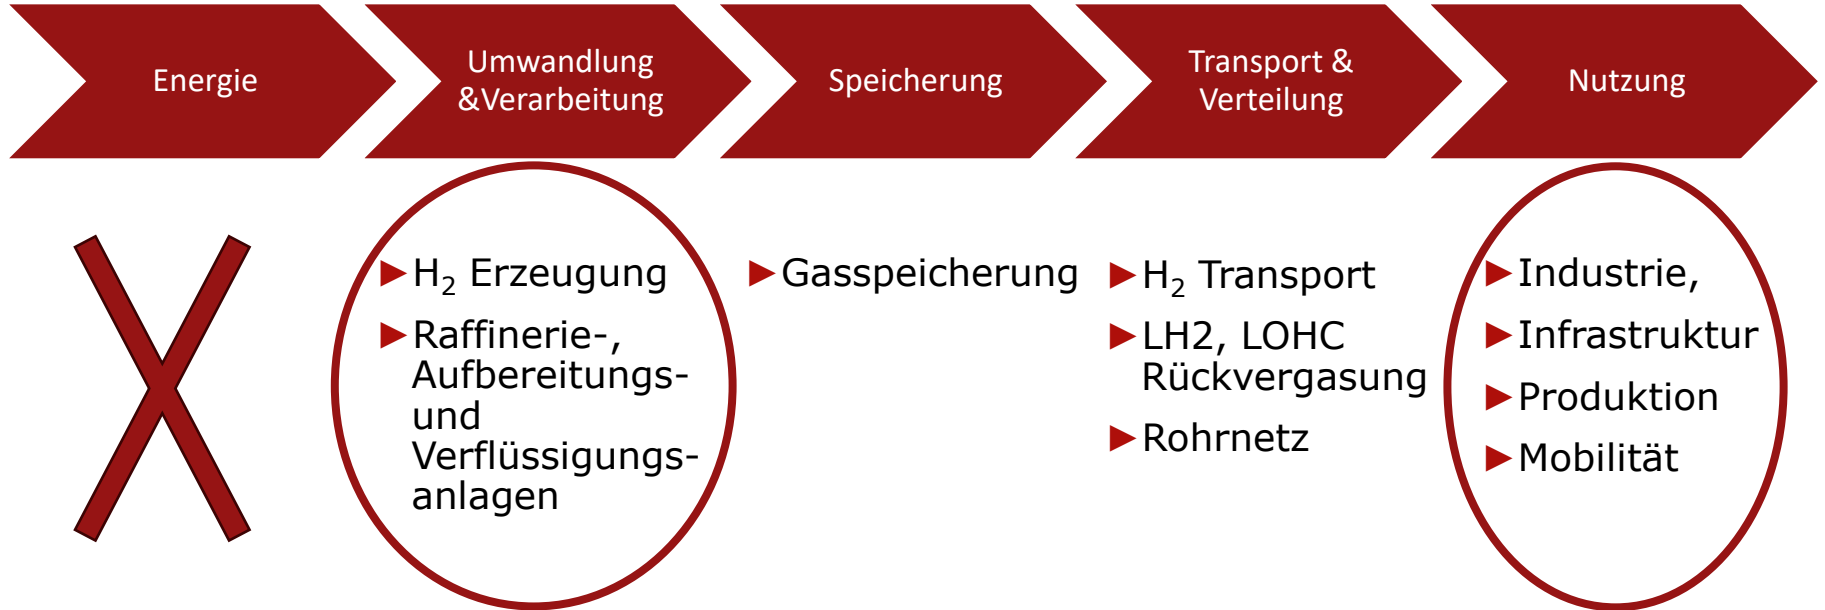 Energie
Umwandlung
&Verarbeitung
Speicherung
Transport &
Verteilung
Nutzung
►H₂ Erzeugung
►Raffinerie-,
Aufbereitungs-
und
Verflüssigungs-
anlagen
►Gasspeicherung
►H₂ Transport
►LH2, LOHC
Rückvergasung
►Rohrnetz
►Industrie,
►Infrastruktur
►Produktion
►Mobilität